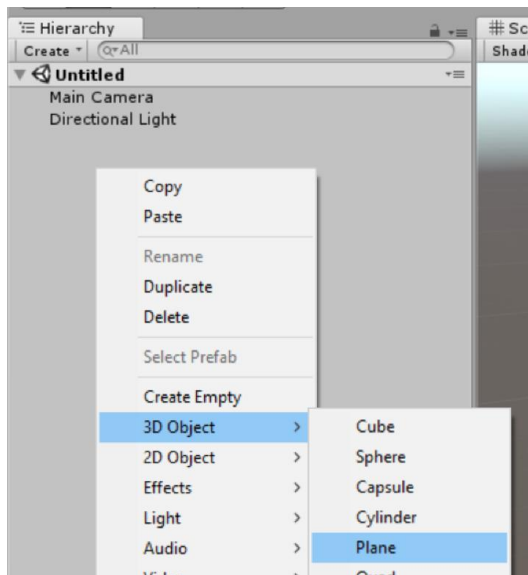 Hierarchy
# Sc
Create
All
Shad
Untitled
Main Camera
Directional Light
Copy
Paste
Rename
Duplicate
Delete
Select Prefab
Create Empty
3D Object >
Cube
2D Object >
Sphere
Effects >
Capsule
Light >
Cylinder
Audio >
Plane